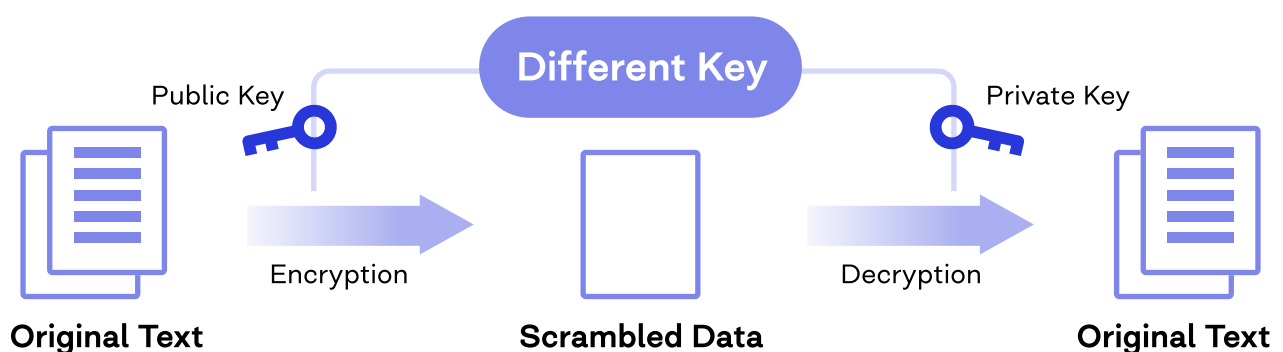 Different Key
Public Key
Private Key
Encryption
Decryption
Original Text
Scrambled Data
Original Text